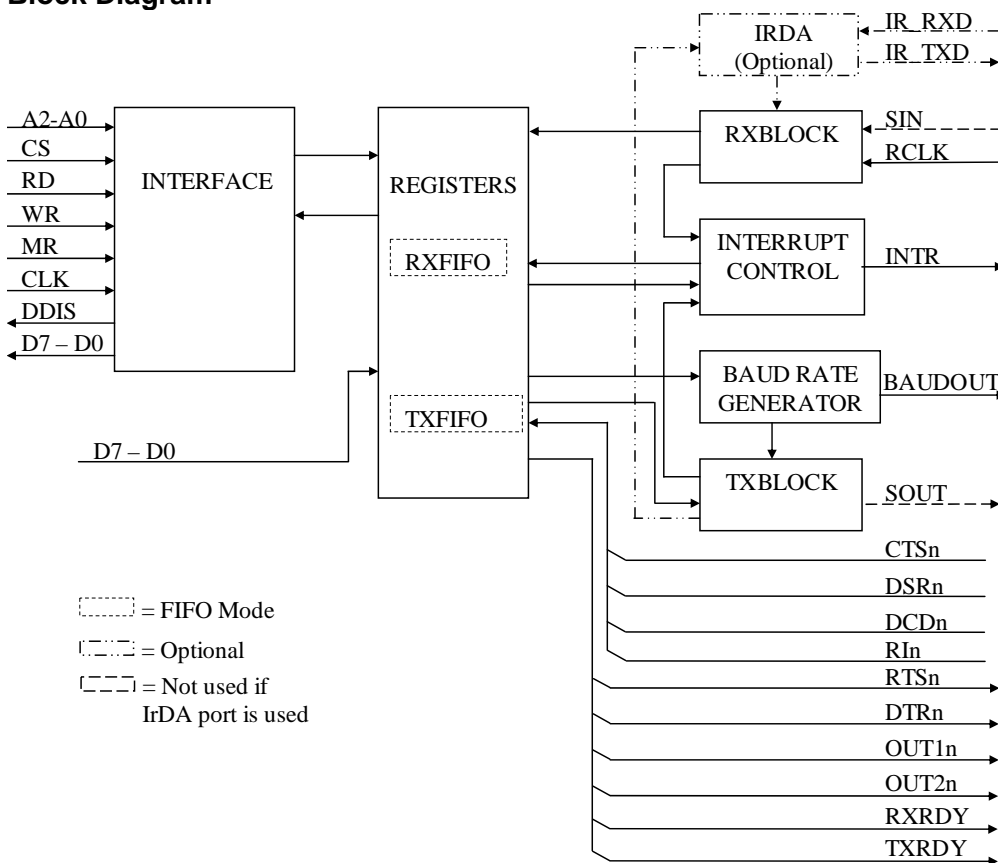 Block Diagram
IRDA
(Optional)
IR_RXD
IR_TXD
A2-A0
CS
RD
WR
MR
CLK
DDIS
D7 – D0
INTERFACE
REGISTERS
RXFIFO
TXFIFO
D7 – D0
RXBLOCK
SIN
RCLK
INTERRUPT
CONTROL
INTR
BAUD RATE
GENERATOR
BAUDOUT
TXBLOCK
SOUT
CTSn
DSRn
DCDn
RIn
RTSn
DTRn
OUT1n
OUT2n
RXRDY
TXRDY
= FIFO Mode
= Optional
= Not used if
IrDA port is used